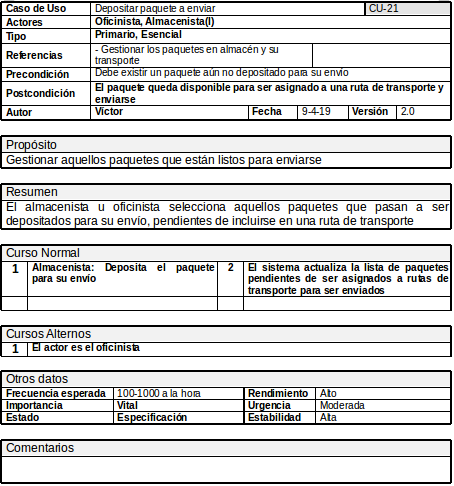 Caso de Uso Depositar paquete a enviar CU-21
Actores Oficinista, Almacenista(I)
Tipo Primario, Esencial
Referencias - Gestionar los paquetes en almacén y su
transporte
Precondición Debe existir un paquete aún no depositado para su envío
Postcondición El paquete queda disponible para ser asignado a una ruta de transporte y
enviarse
Autor Víctor Fecha 9-4-19 Versión 2.0
Propósito
Gestionar aquellos paquetes que están listos para enviarse
Resumen
El almacenista u oficinista selecciona aquellos paquetes que pasan a ser
depositados para su envío, pendientes de incluirse en una ruta de transporte
Curso Normal
1 Almacenista: Deposita el paquete
para su envío
2 El sistema actualiza la lista de paquetes
pendientes de ser asignados a rutas de
transporte para ser enviados
Cursos Alternos
1 El actor es el oficinista
Otros datos
Frecuencia esperada 100-1000 a la hora Rendimiento Alto
Importancia Vital Urgencia Moderada
Estado Especificación Estabilidad Alta
Comentarios